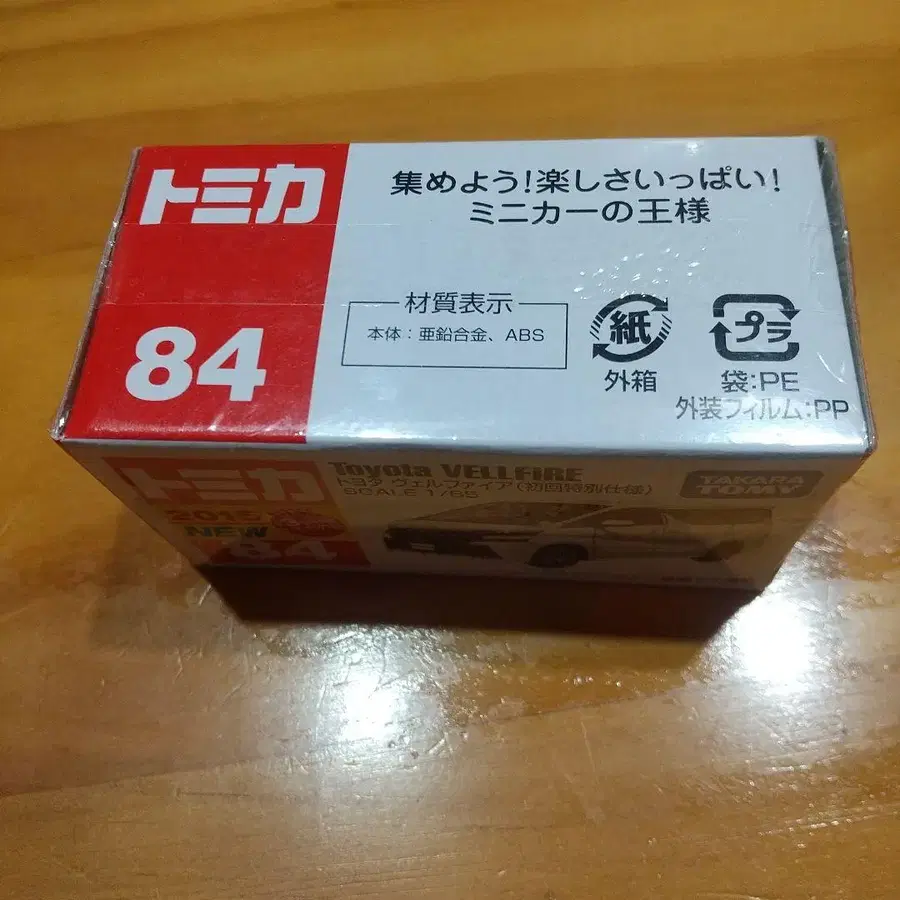 トミカ
84
集めよう！楽しさいっぱい！
ミニカーの王様
材質表示
本体：亜鉛合金、ABS
紙
外箱
プラ
袋:PE
外装フィルム:PP
トミカ
2015
NEW
84
Toyota VELLFIRE
トヨタ ヴェルファイア(初回特別仕様)
SCALE 1/65
TAKARA
TOMY